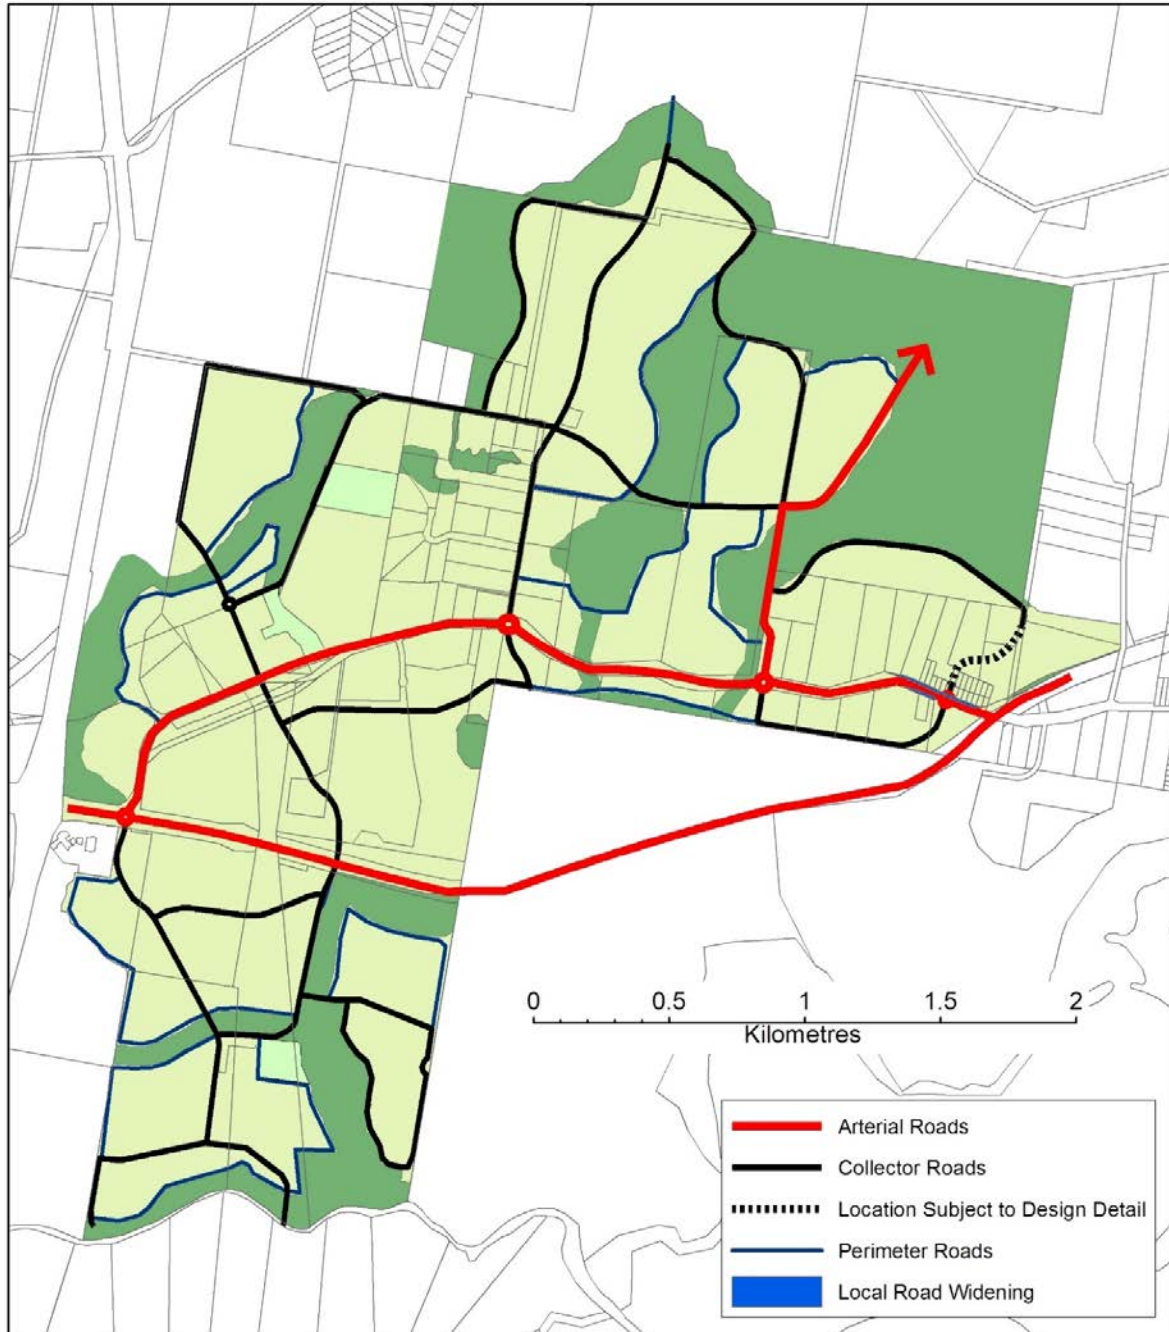 0 0.5 1 1.5 2
Kilometres
Arterial Roads
Collector Roads
Location Subject to Design Detail
Perimeter Roads
Local Road Widening